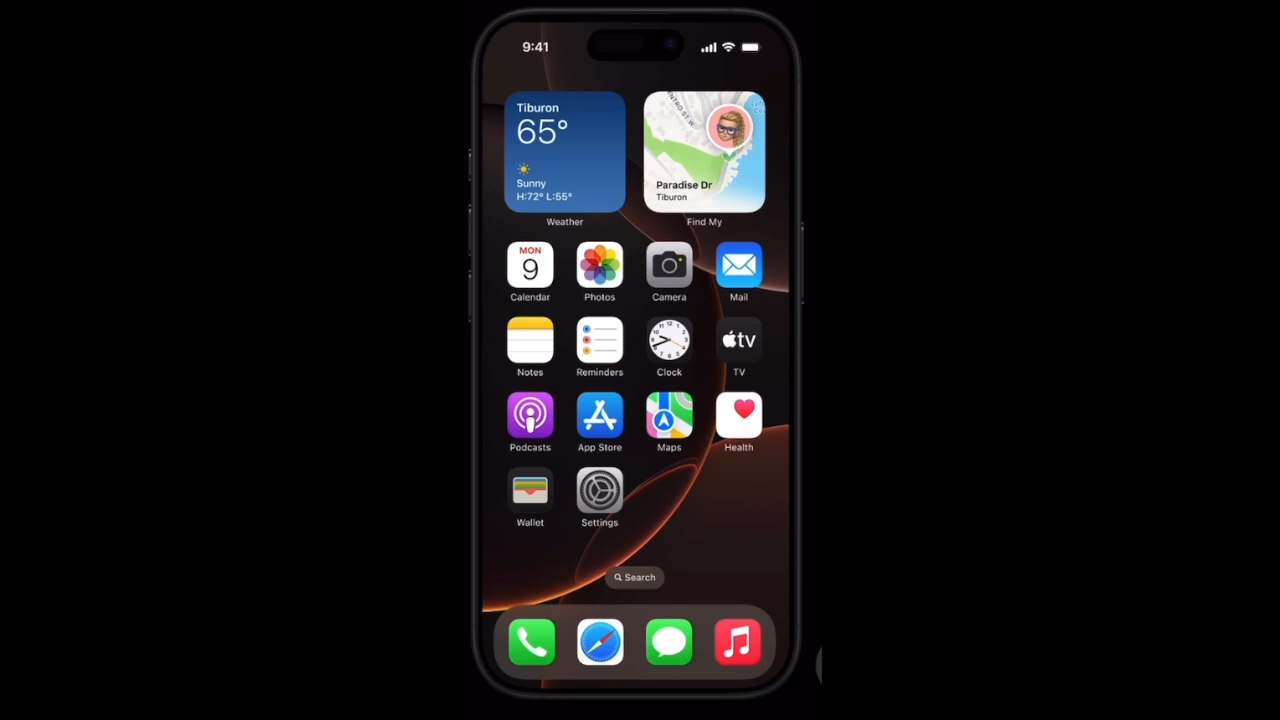 9:41
Tiburon
65°
Sunny
H:72° L:55°
Weather
Paradise Dr
Tiburon
Find My
MON
9
Calendar
Photos
Camera
Mail
Notes
Reminders
Clock
tv
TV
Podcasts
App Store
Maps
Health
Wallet
Settings
Search